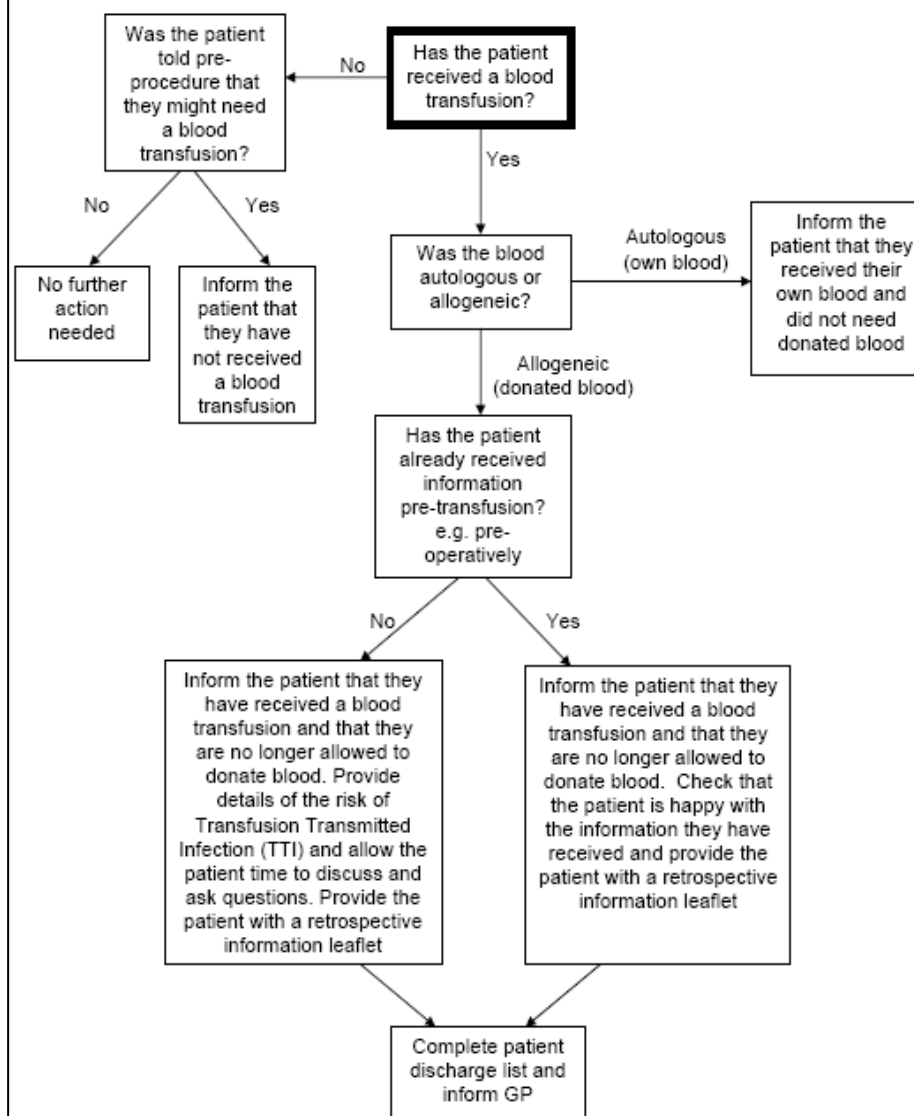 Was the patient
told pre-
procedure that
they might need
a blood
transfusion?
No
Has the patient
received a blood
transfusion?
Yes
No
Yes
No further
action
needed
Inform the
patient that
they have
not received
a blood
transfusion
Was the blood
autologous or
allogeneic?
Autologous
(own blood)
Inform the
patient that they
received their
own blood and
did not need
donated blood
Allogeneic
(donated blood)
Has the patient
already received
information
pre-transfusion?
e.g. pre-
operatively
No
Yes
Inform the patient that they
have received a blood
transfusion and that they
are no longer allowed to
donate blood. Provide
details of the risk of
Transfusion Transmitted
Infection (TTI) and allow the
patient time to discuss and
ask questions. Provide the
patient with a retrospective
information leaflet
Inform the patient that they
have received a blood
transfusion and that they
are no longer allowed to
donate blood.  Check that
the patient is happy with
the information they have
received and provide the
patient with a retrospective
information leaflet
Complete patient
discharge list and
inform GP